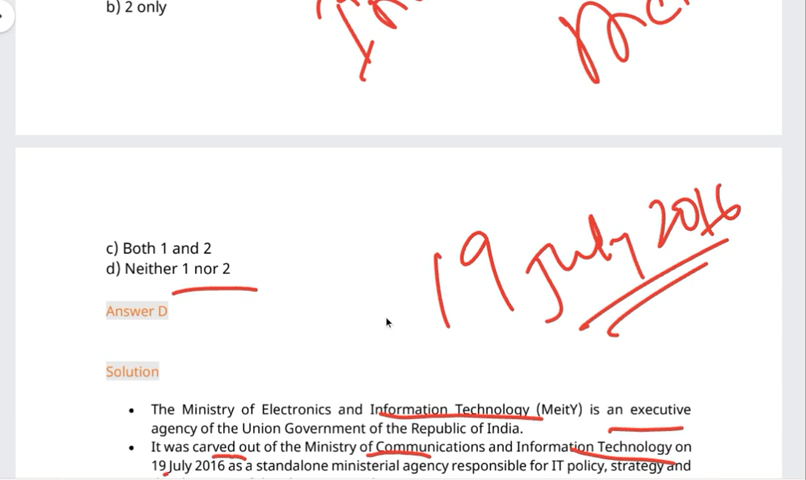 b) 2 only
c) Both 1 and 2
d) Neither 1 nor 2
19 July 2016
Answer D
Solution
• The Ministry of Electronics and Information Technology (MeitY) is an executive
agency of the Union Government of the Republic of India.
• It was carved out of the Ministry of Communications and Information Technology on
19 July 2016 as a standalone ministerial agency responsible for IT policy, strategy and